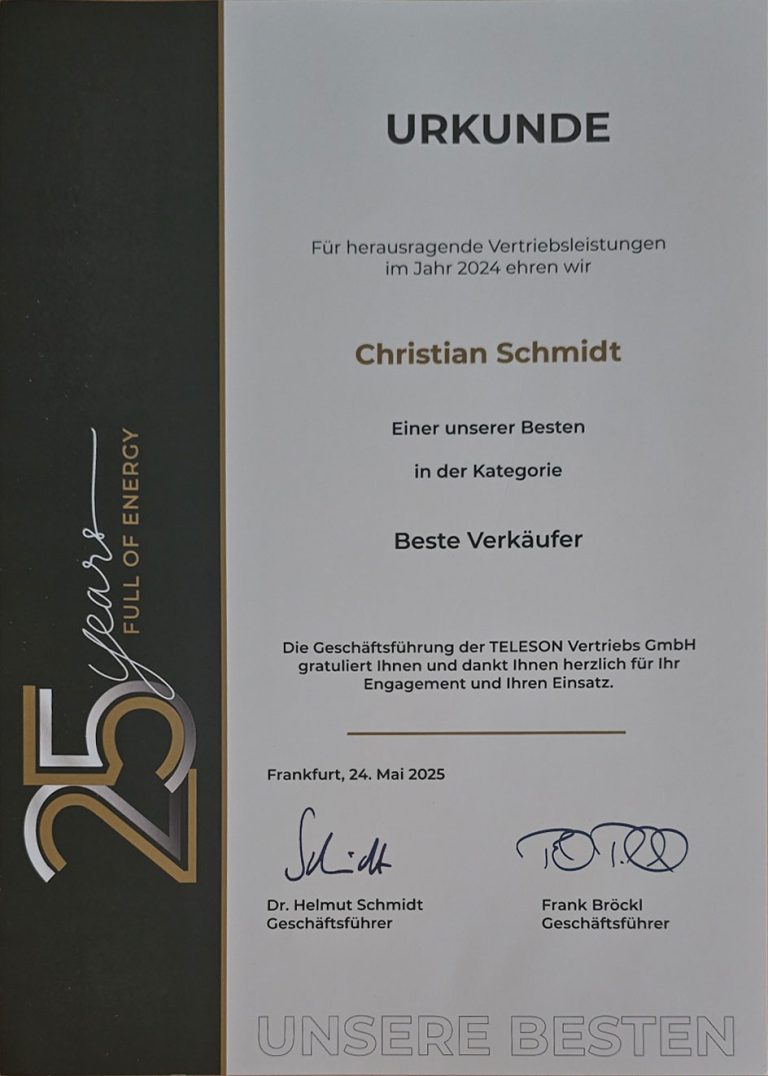 URKUNDE
Für herausragende Vertriebsleistungen
im Jahr 2024 ehren wir
Christian Schmidt
Einer unserer Besten
in der Kategorie
Beste Verkäufer
Die Geschäftsführung der TELESON Vertriebs GmbH
gratuliert Ihnen und dankt Ihnen herzlich für Ihr
Engagement und Ihren Einsatz.
Frankfurt, 24. Mai 2025
Schmidt
Dr. Helmut Schmidt
Geschäftsführer
Frank Bröckl
Geschäftsführer
UNSERE BESTEN
25 years
FULL OF ENERGY